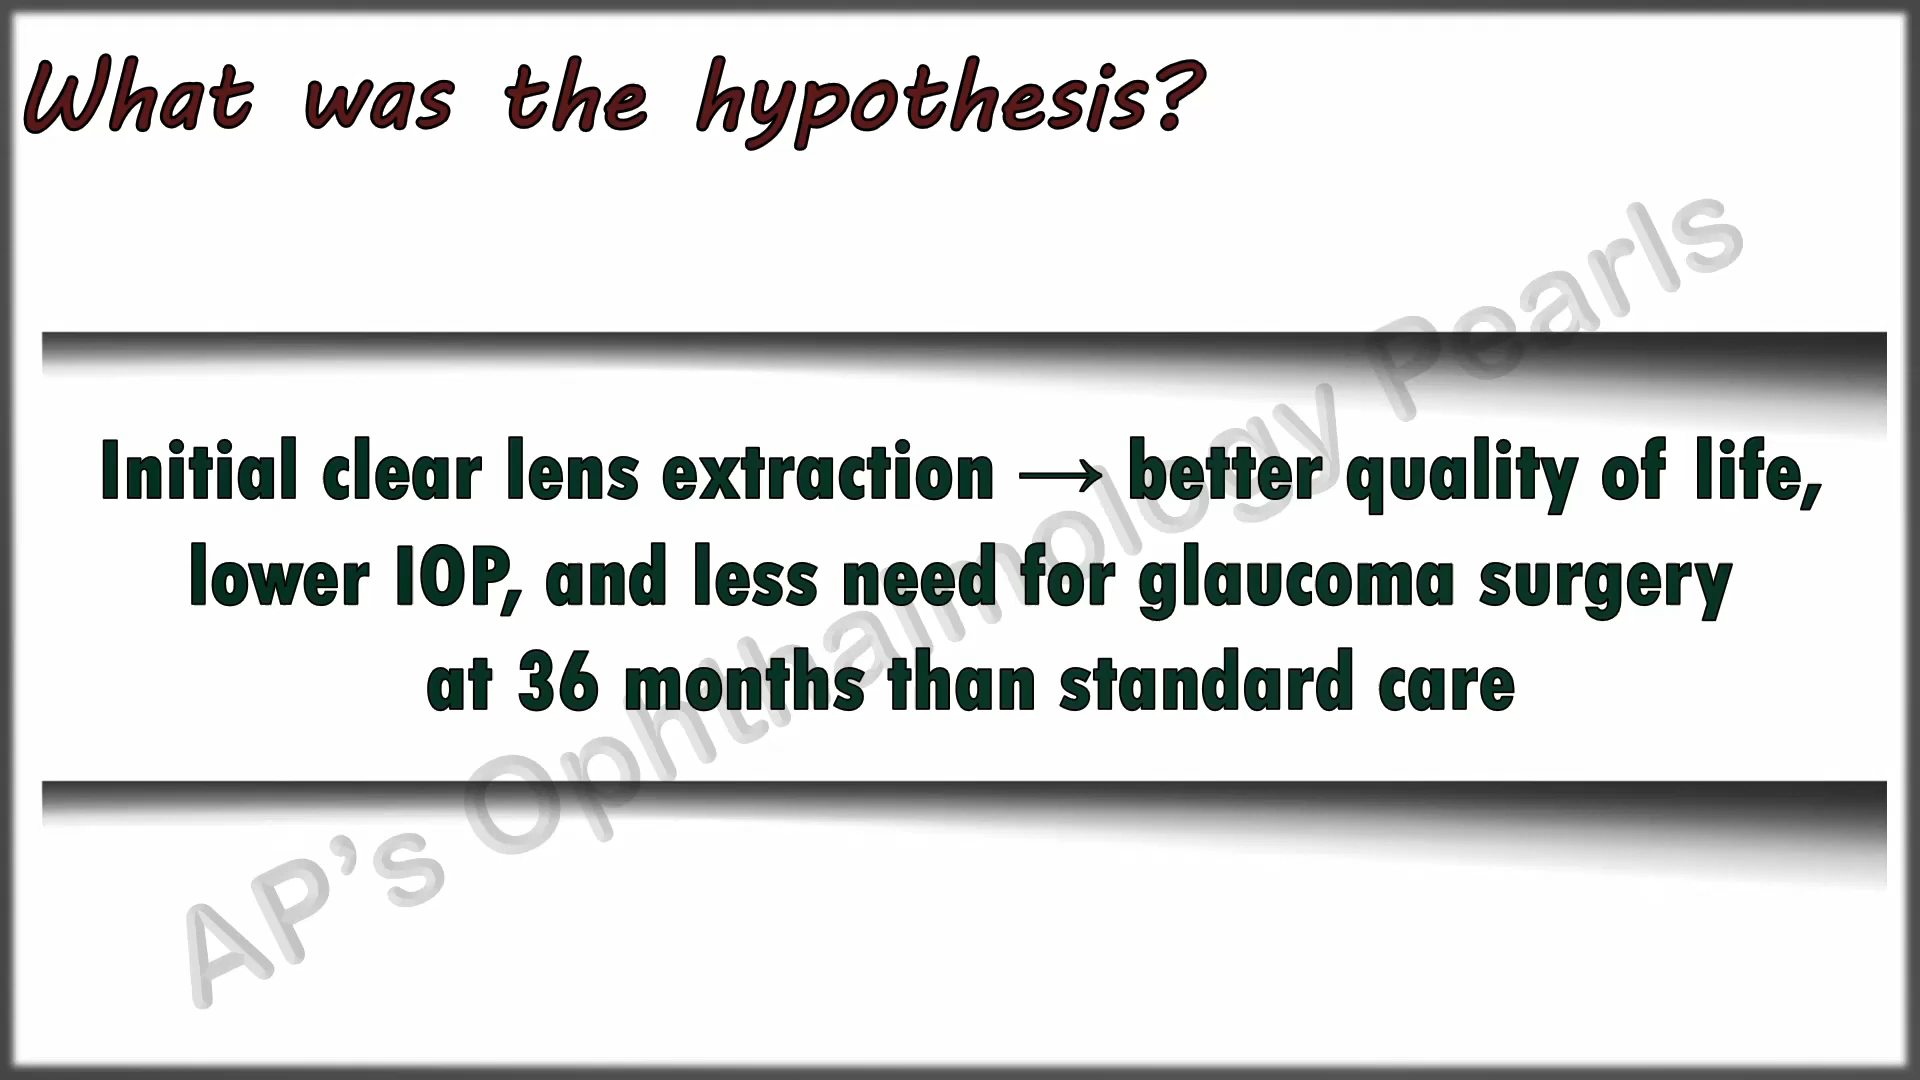 What was the hypothesis?
Initial clear lens extraction → better quality of life,
lower IOP, and less need for glaucoma surgery
at 36 months than standard care
AP's Ophthalmology Pearls